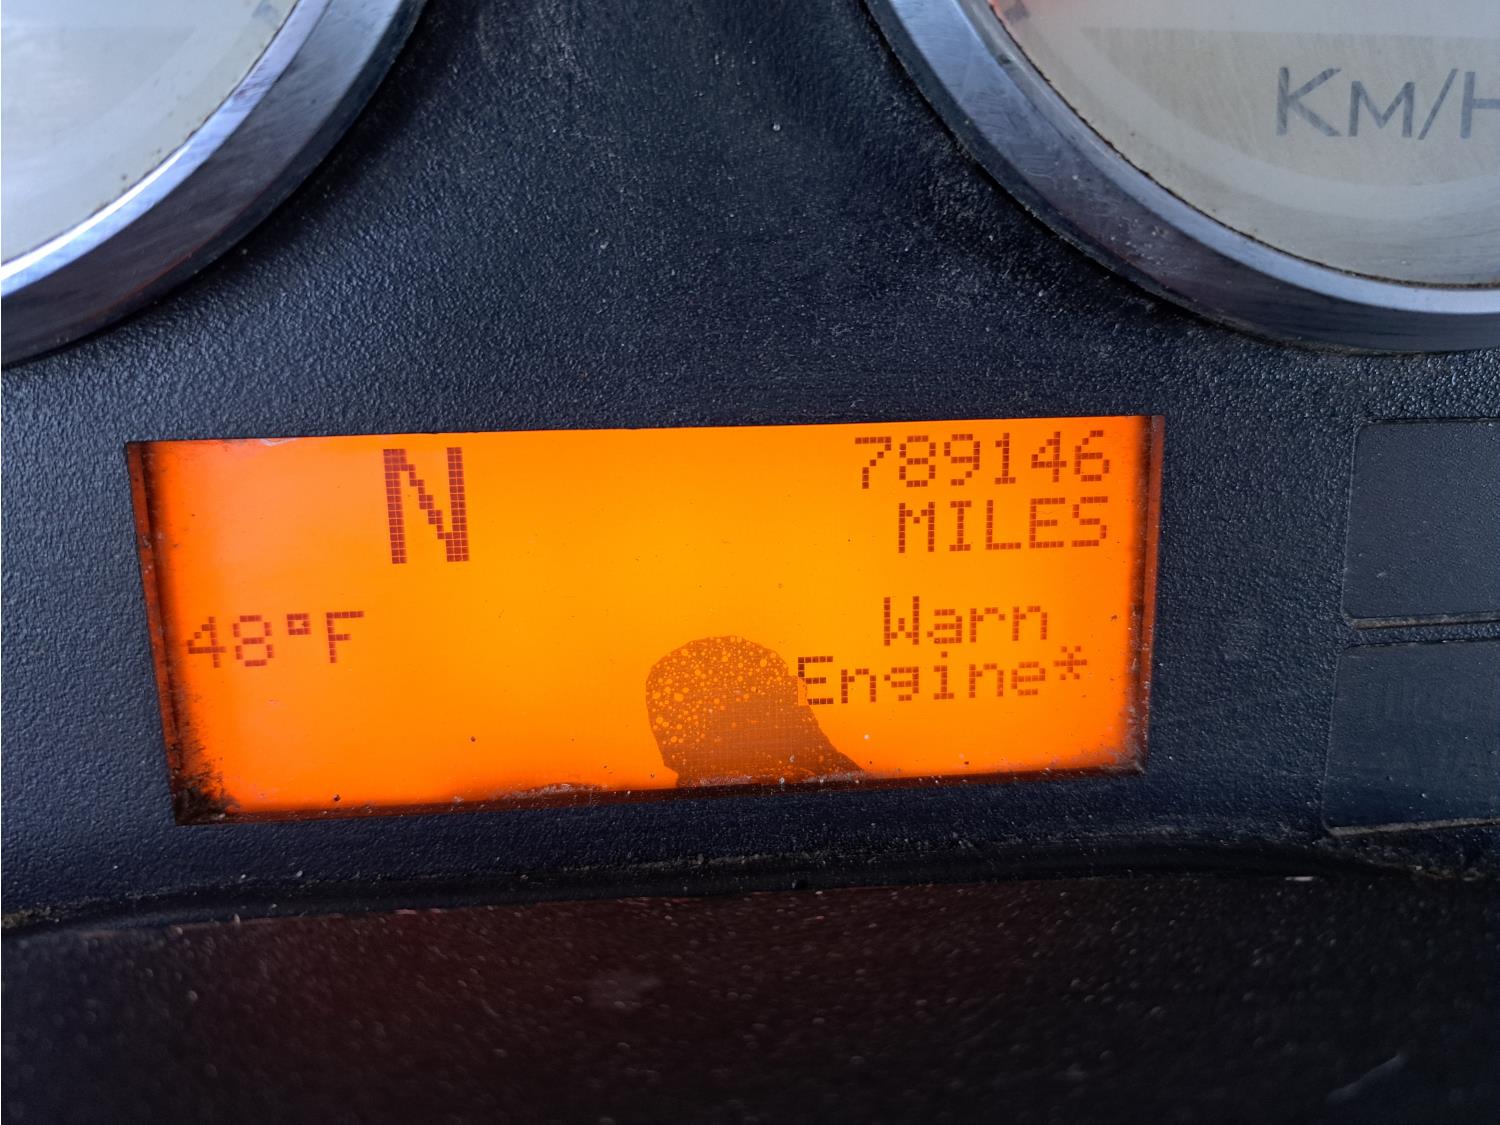 KM/H
N
789146
MILES
48°F
Warn
Engine*